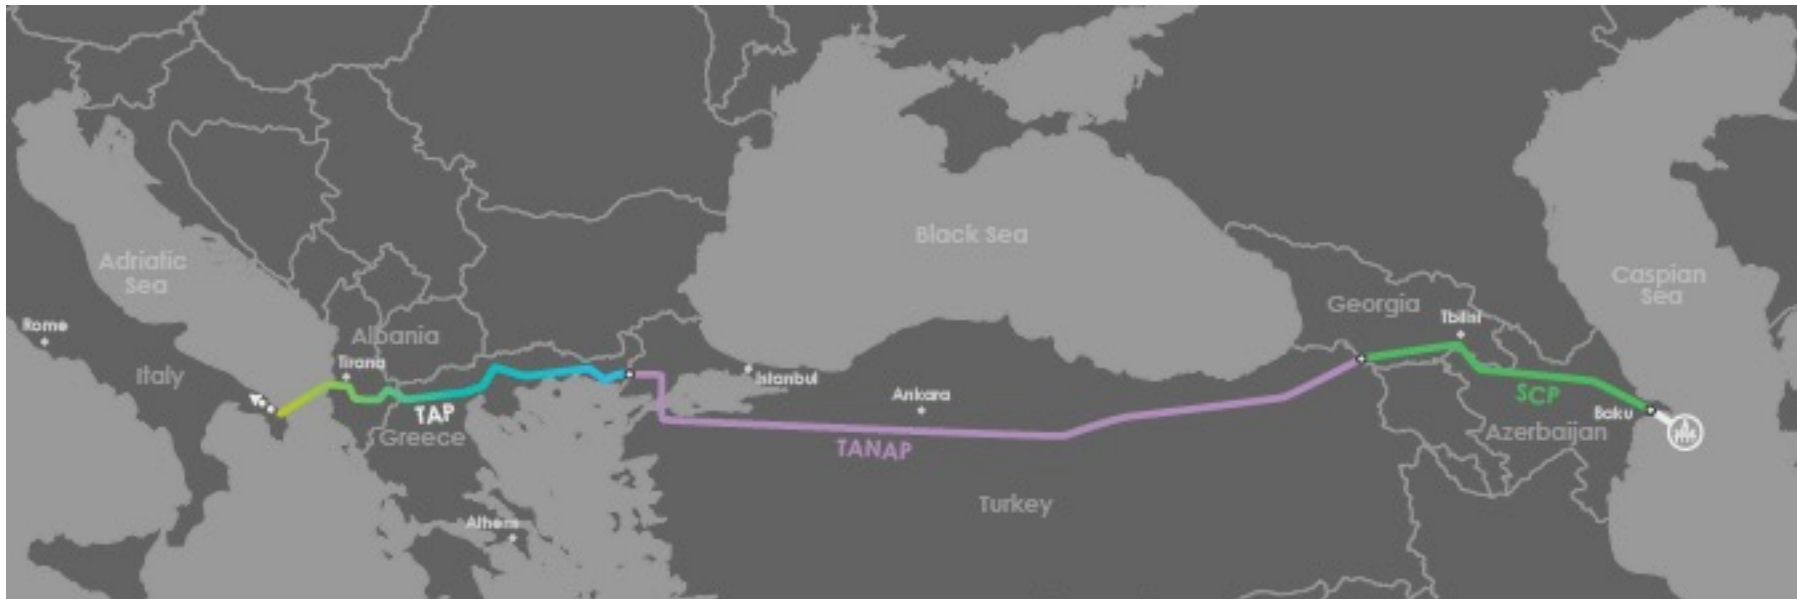 Black Sea
Adriatic
Sea
Caspian
Sea
Georgia
Tbilisi
Rome
Albania
Tirana
Italy
Istanbul
Ankara
SCP
Baku
TAP
Greece
Azerbaijan
TANAP
Turkey
Athens